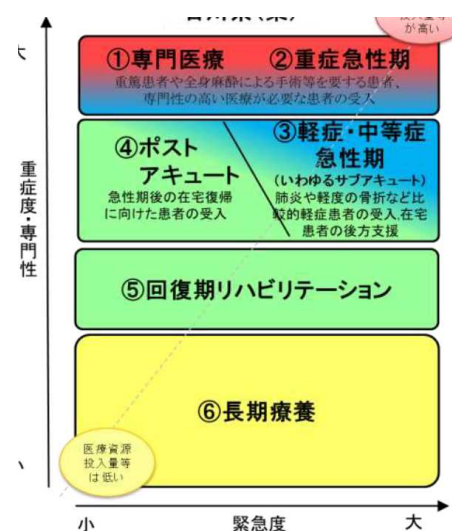 投入量等
が高い
大
①専門医療 ②重症急性期
重篤患者や全身麻酔による手術等を要する患者、
専門性の高い医療が必要な患者の受入
④ポスト
アキュート
急性期後の在宅復帰
に向けた患者の受入
③軽症・中等症
急性期
(いわゆるサブアキュート)
肺炎や軽度の骨折など比
較的軽症患者の受入、在宅
患者の後方支援
重症度・専門性
⑤回復期リハビリテーション
⑥長期療養
医療資源
投入量等
は低い
小
小 緊急度 大